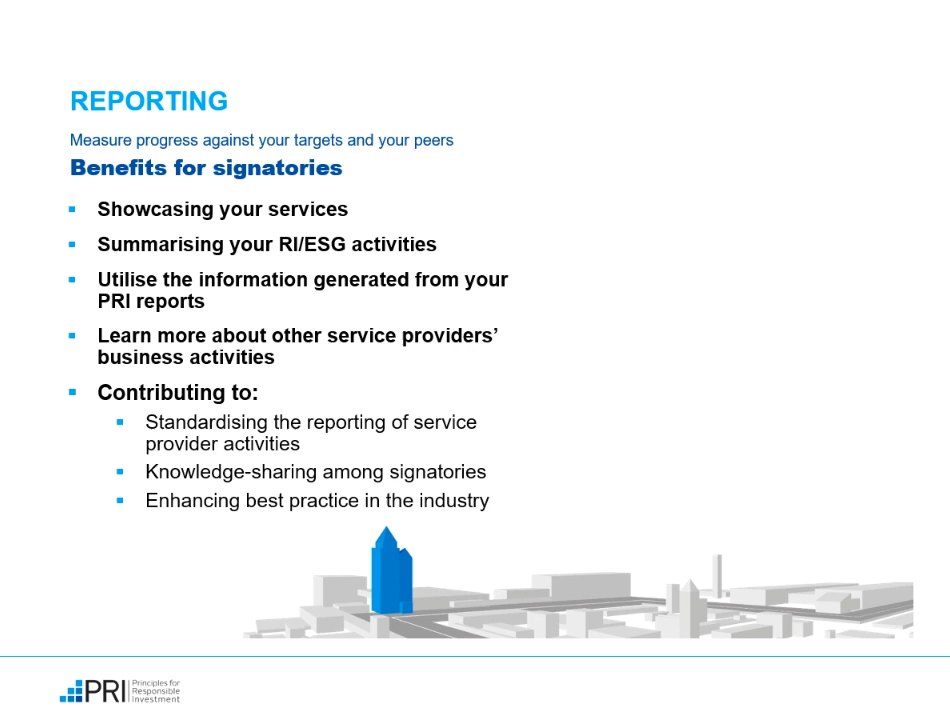 REPORTING
Measure progress against your targets and your peers
Benefits for signatories
Showcasing your services
Summarising your RI/ESG activities
Utilise the information generated from your
PRI reports
Learn more about other service providers’
business activities
Contributing to:
Standardising the reporting of service
provider activities
Knowledge-sharing among signatories
Enhancing best practice in the industry
PRI
Principles for
Responsible
Investment